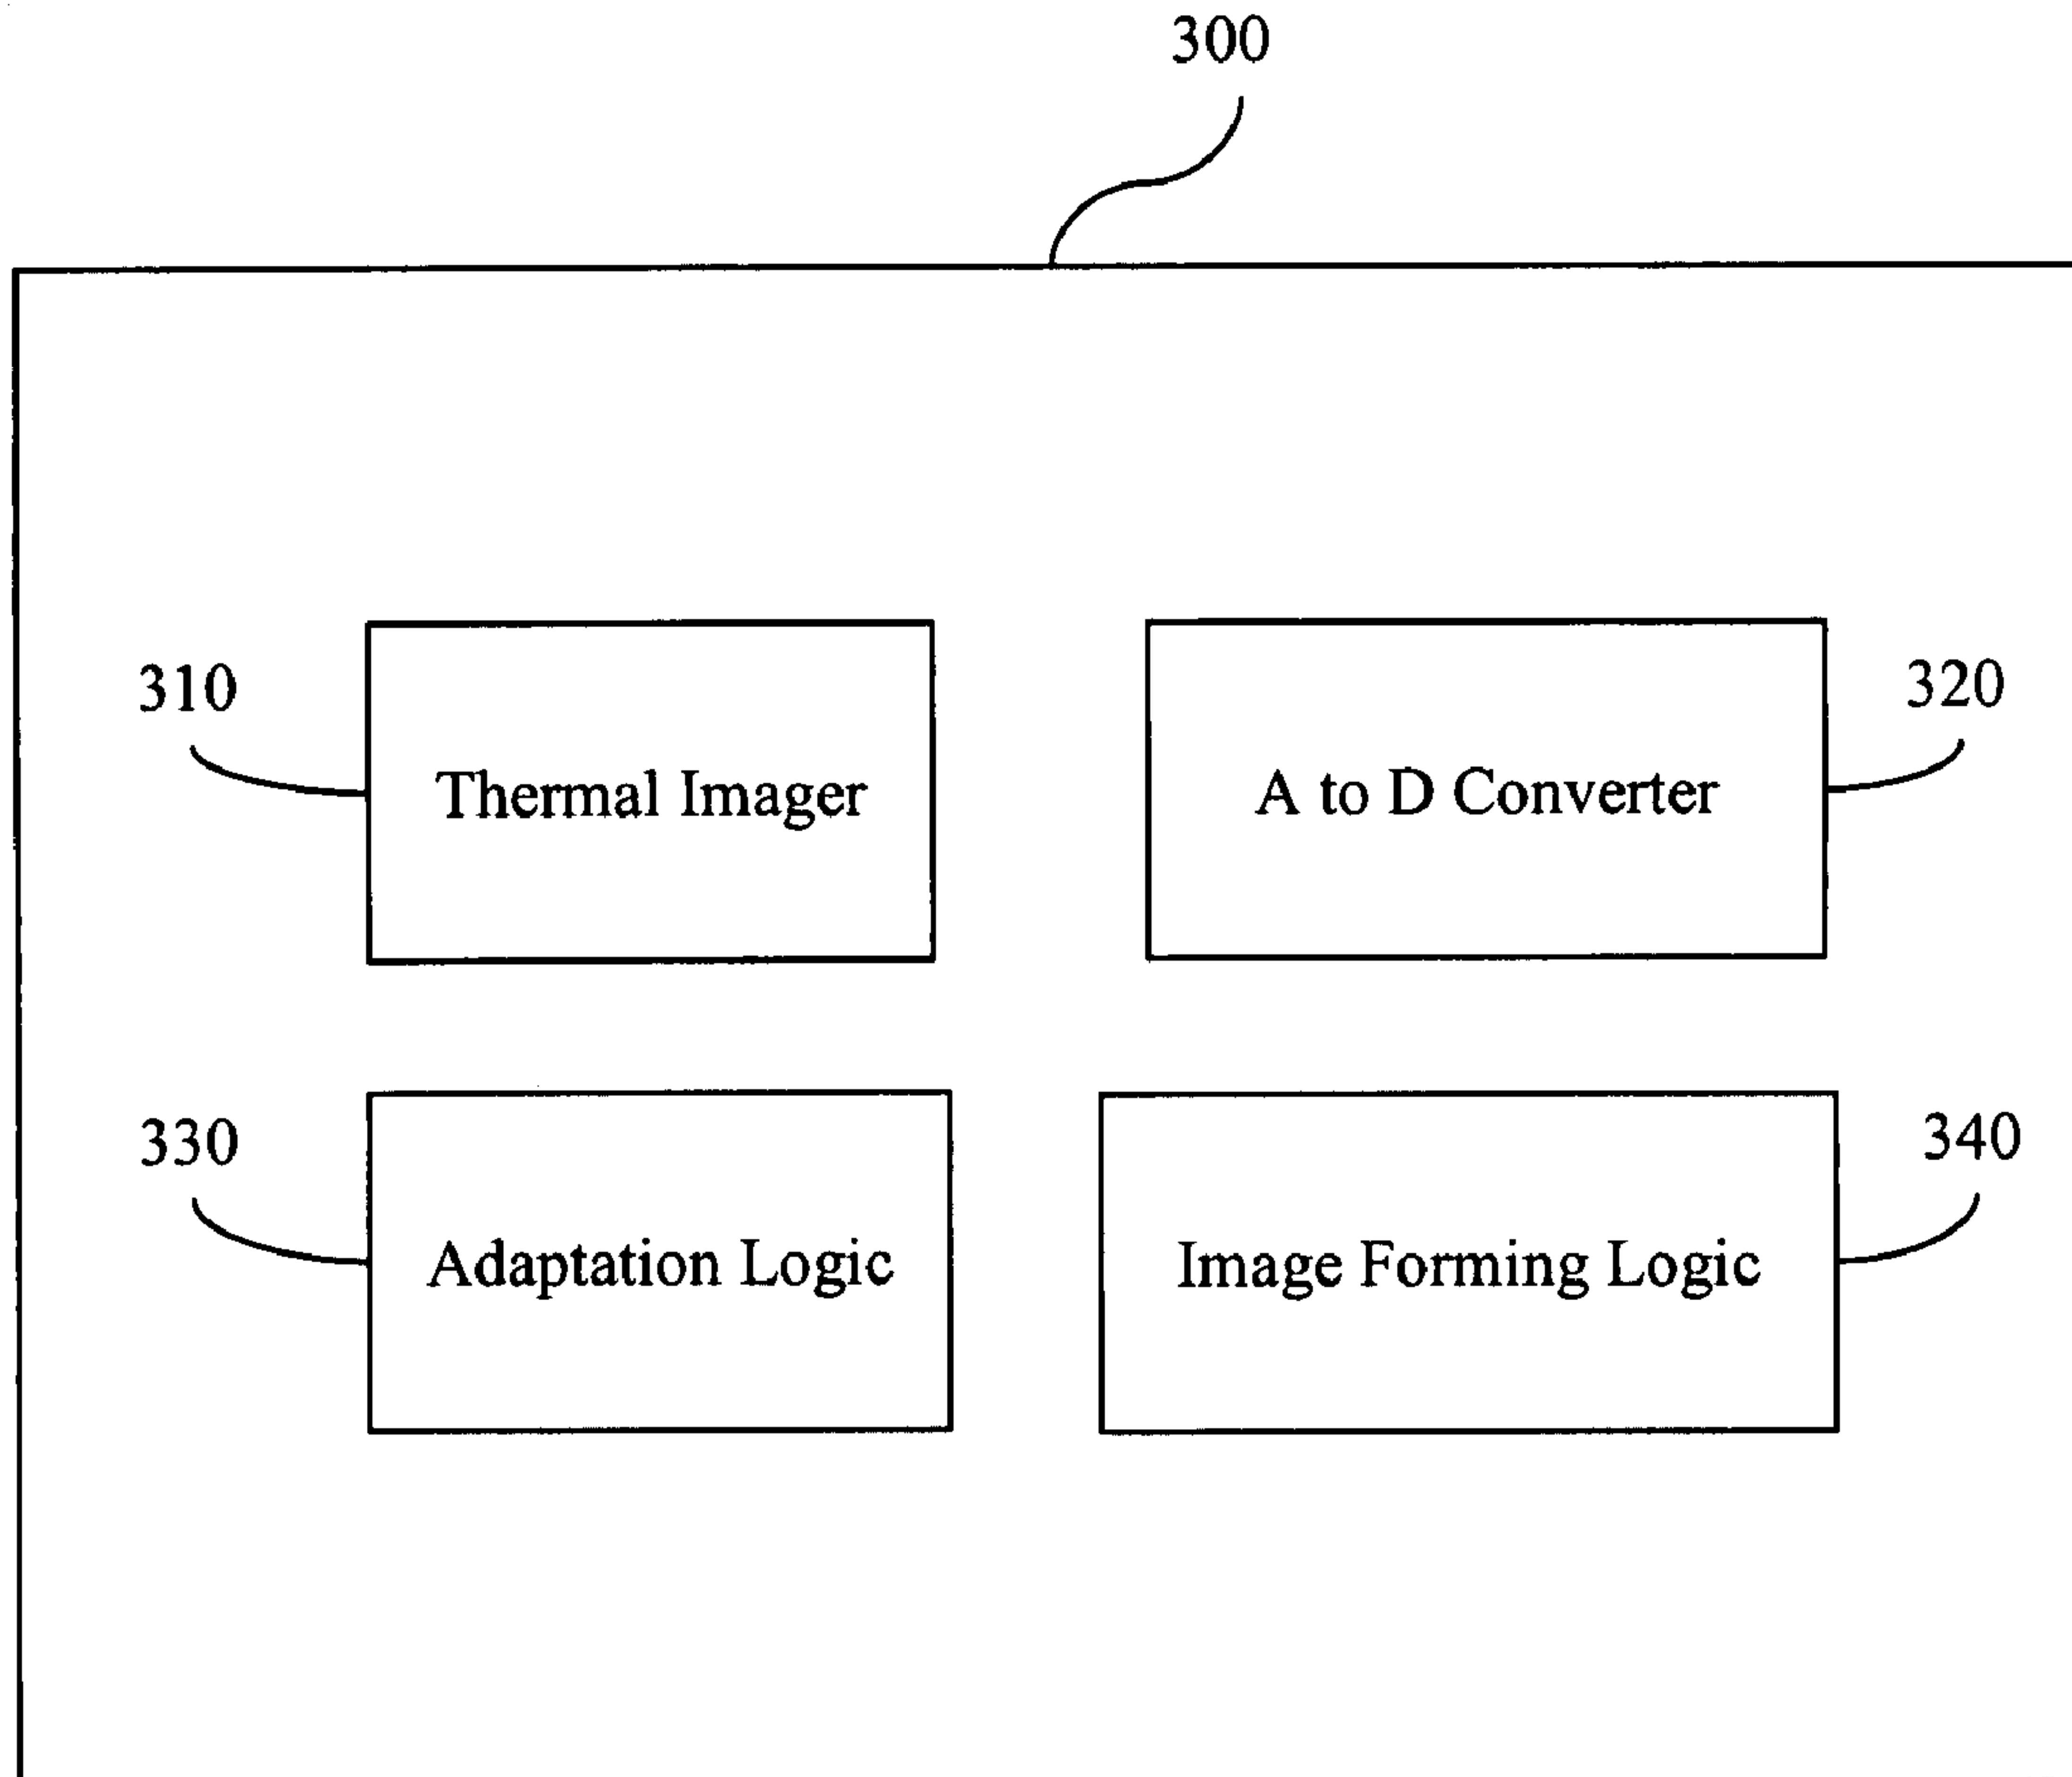 300
310
Thermal Imager
A to D Converter
320
330
Adaptation Logic
Image Forming Logic
340